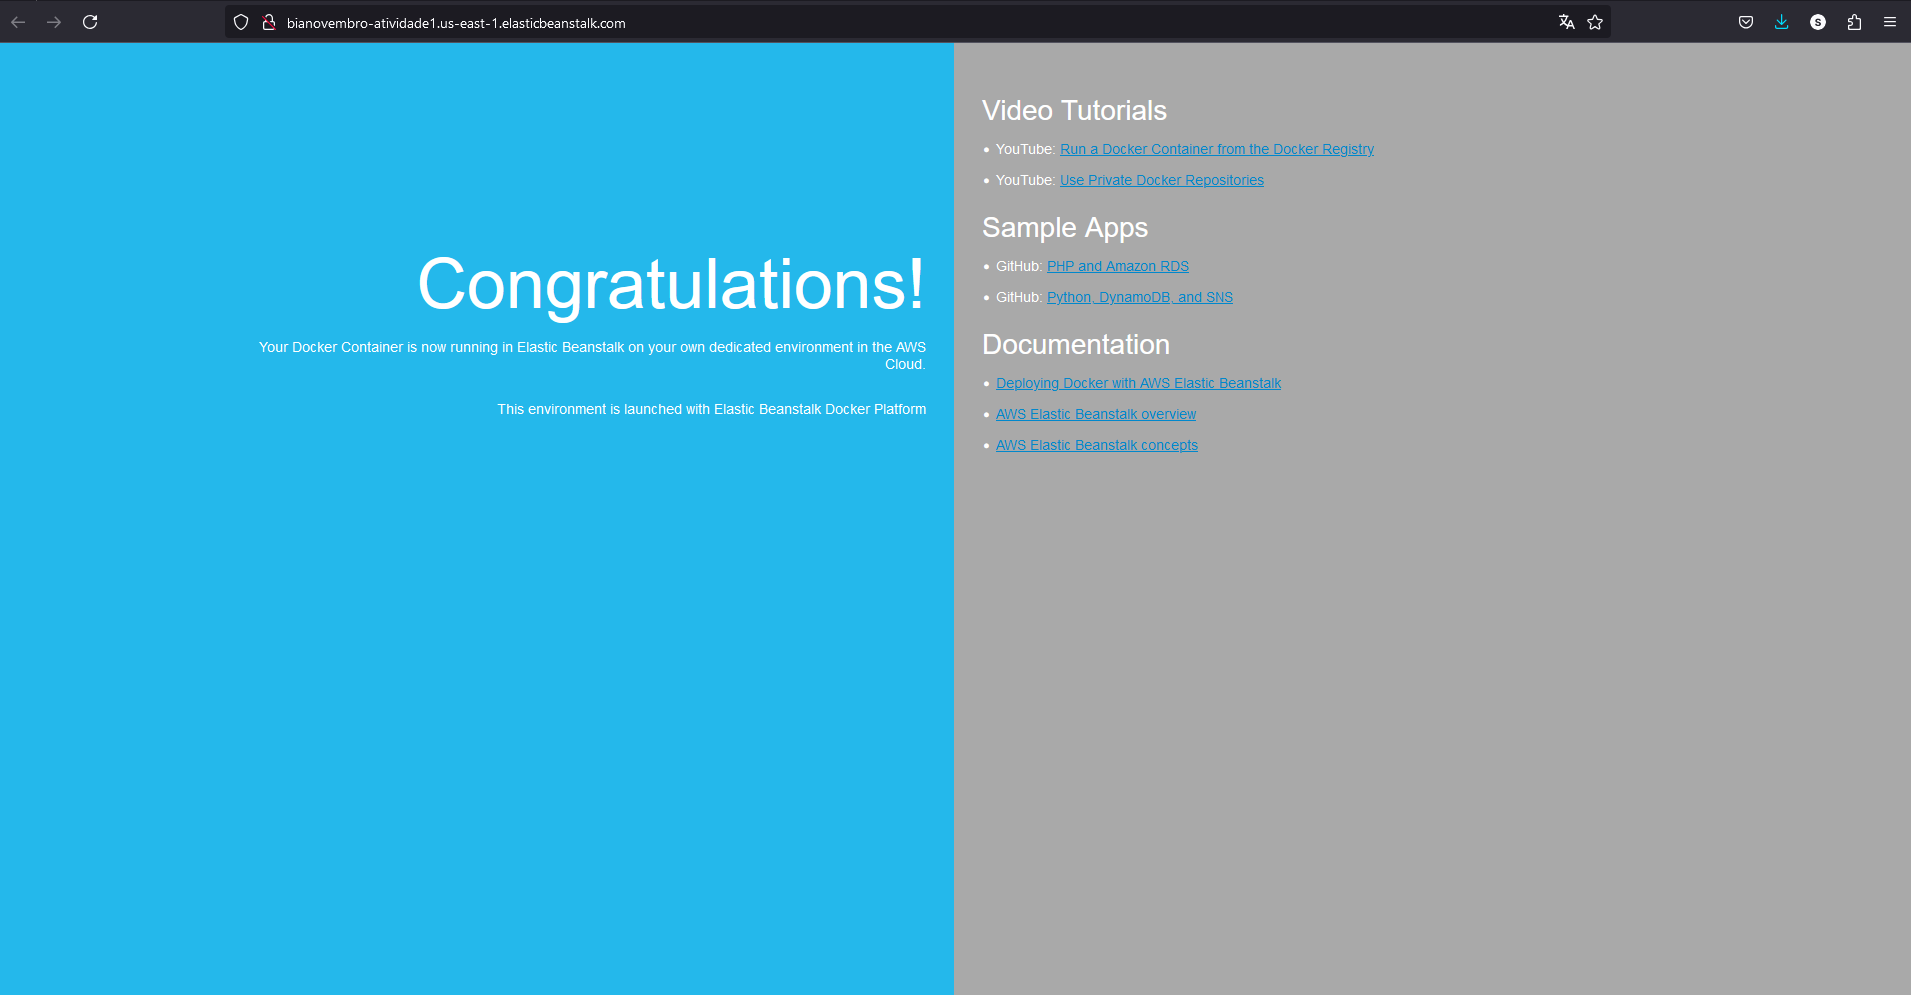 bianovembro-atividade1.us-east-1.elasticbeanstalk.com
S
Congratulations!
Your Docker Container is now running in Elastic Beanstalk on your own dedicated environment in the AWS
Cloud.
This environment is launched with Elastic Beanstalk Docker Platform
Video Tutorials
• YouTube: Run a Docker Container from the Docker Registry
• YouTube: Use Private Docker Repositories
Sample Apps
• GitHub: PHP and Amazon RDS
• GitHub: Python, DynamoDB, and SNS
Documentation
• Deploying Docker with AWS Elastic Beanstalk
• AWS Elastic Beanstalk overview
• AWS Elastic Beanstalk concepts